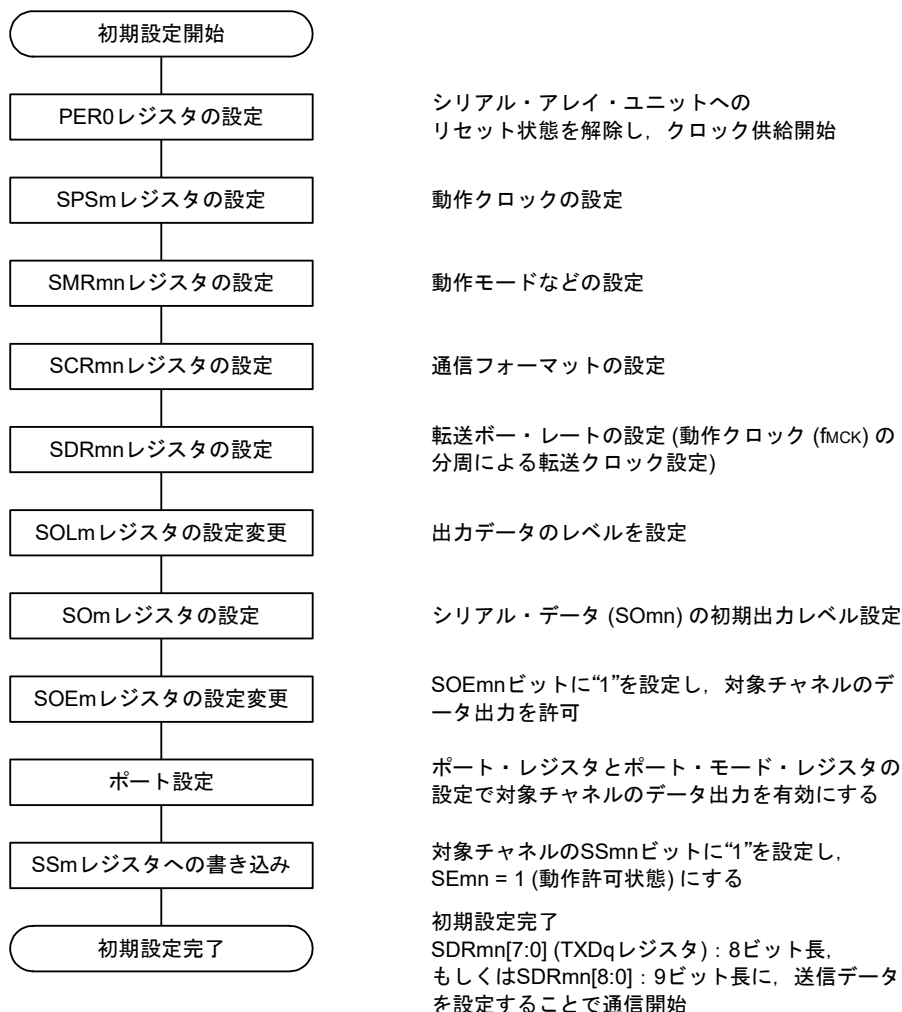 初期設定開始
PER0レジスタの設定
シリアル・アレイ・ユニットへの
リセット状態を解除し，クロック供給開始
SPSmレジスタの設定
動作クロックの設定
SMRmnレジスタの設定
動作モードなどの設定
SCRmnレジスタの設定
通信フォーマットの設定
SDRmnレジスタの設定
転送ボー・レートの設定 (動作クロック (fMCK) の
分周による転送クロック設定)
SOLmレジスタの設定変更
出力データのレベルを設定
SOmレジスタの設定
シリアル・データ (SOmn) の初期出力レベル設定
SOEmレジスタの設定変更
SOEmnビットに“1”を設定し，対象チャネルのデ
ータ出力を許可
ポート設定
ポート・レジスタとポート・モード・レジスタの
設定で対象チャネルのデータ出力を有効にする
SSmレジスタへの書き込み
対象チャネルのSSmnビットに“1”を設定し，
SEmn = 1 (動作許可状態) にする
初期設定完了
初期設定完了
SDRmn[7:0] (TXDqレジスタ) : 8ビット長，
もしくはSDRmn[8:0] : 9ビット長に，送信データ
を設定することで通信開始